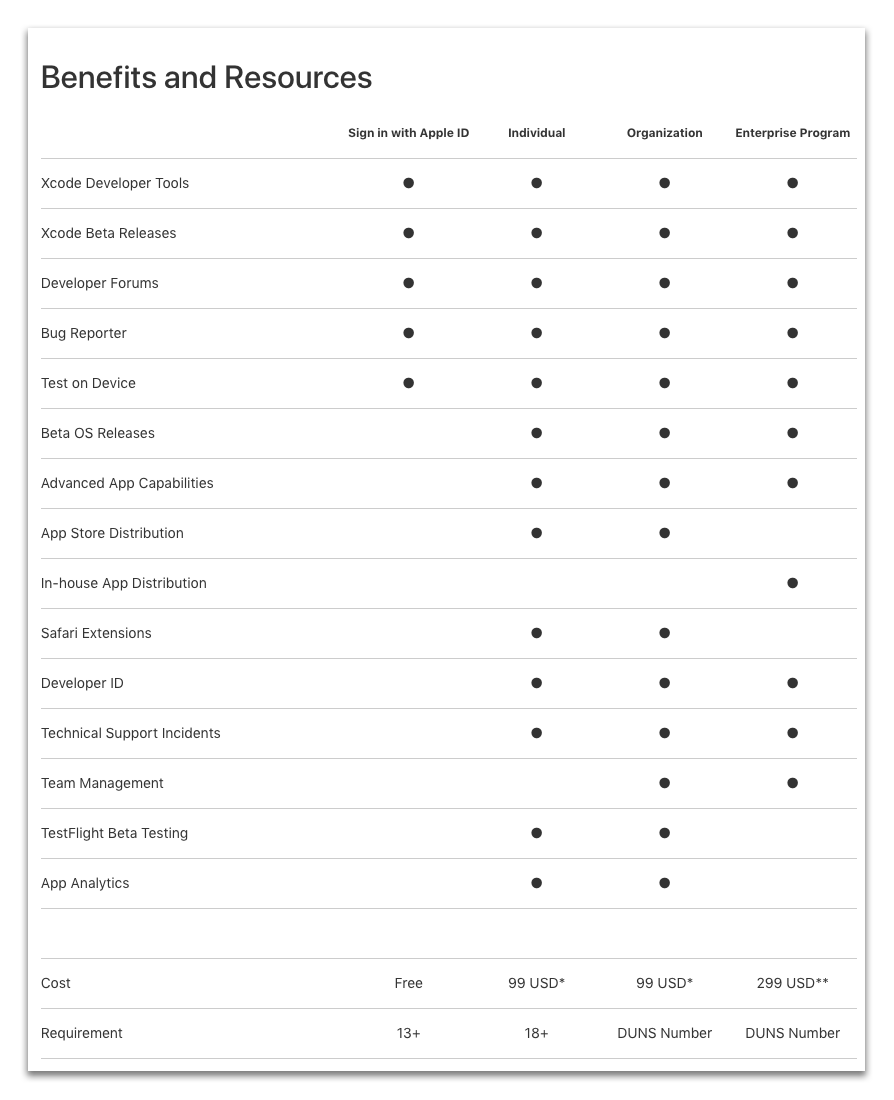 Benefits and Resources
Sign in with Apple ID Individual Organization Enterprise Program
Xcode Developer Tools ● ● ● ●
Xcode Beta Releases ● ● ● ●
Developer Forums ● ● ● ●
Bug Reporter ● ● ● ●
Test on Device ● ● ● ●
Beta OS Releases ● ● ●
Advanced App Capabilities ● ● ●
App Store Distribution ● ●
In-house App Distribution ●
Safari Extensions ● ●
Developer ID ● ● ●
Technical Support Incidents ● ● ●
Team Management ● ●
TestFlight Beta Testing ● ●
App Analytics ● ●
Cost Free 99 USD* 99 USD* 299 USD**
Requirement 13+ 18+ DUNS Number DUNS Number